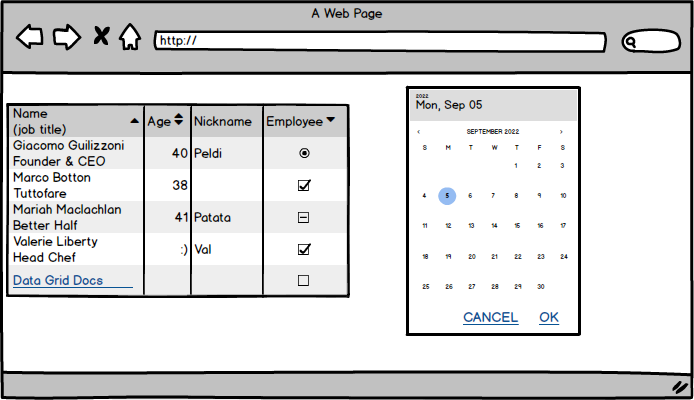 A Web Page
http://
Name
(job title)
Age
Nickname
Employee
Giacomo Guilizzoni
Founder & CEO
40
Peldi
Marco Botton
Tuttofare
38
Mariah Maclachlan
Better Half
41
Patata
Valerie Liberty
Head Chef
:)
Val
Data Grid Docs
2022
Mon, Sep 05
‹ SEPTEMBER 2022 ›
S M T W T F S
1 2 3
4 5 6 7 8 9 10
11 12 13 14 15 16 17
18 19 20 21 22 23 24
25 26 27 28 29 30
CANCEL OK